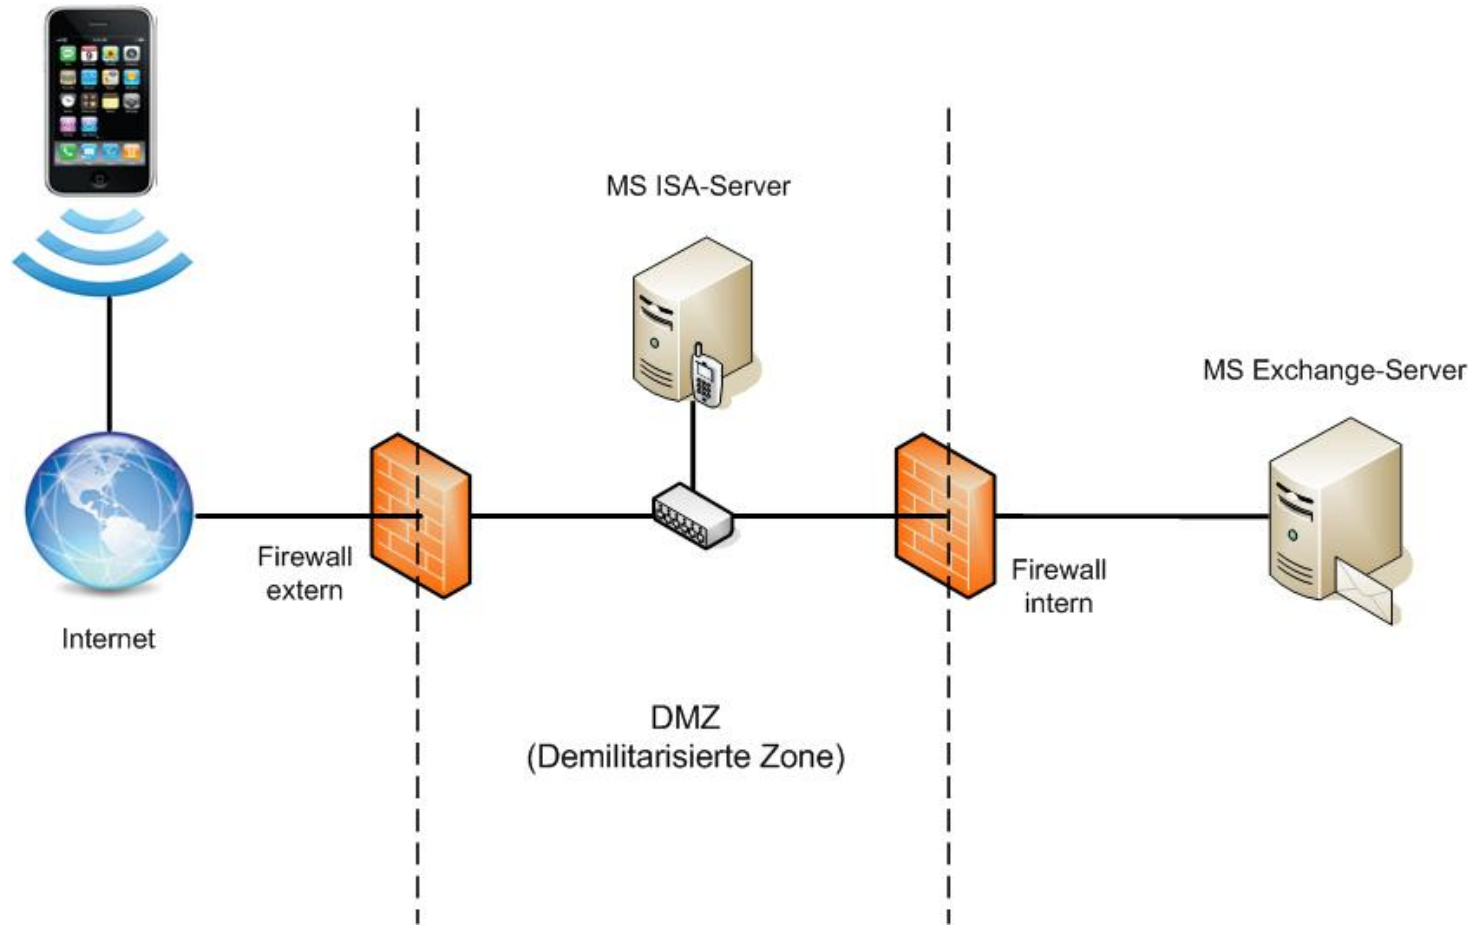 MS ISA-Server
MS Exchange-Server
Firewall
extern
Firewall
intern
Internet
DMZ
(Demilitarisierte Zone)